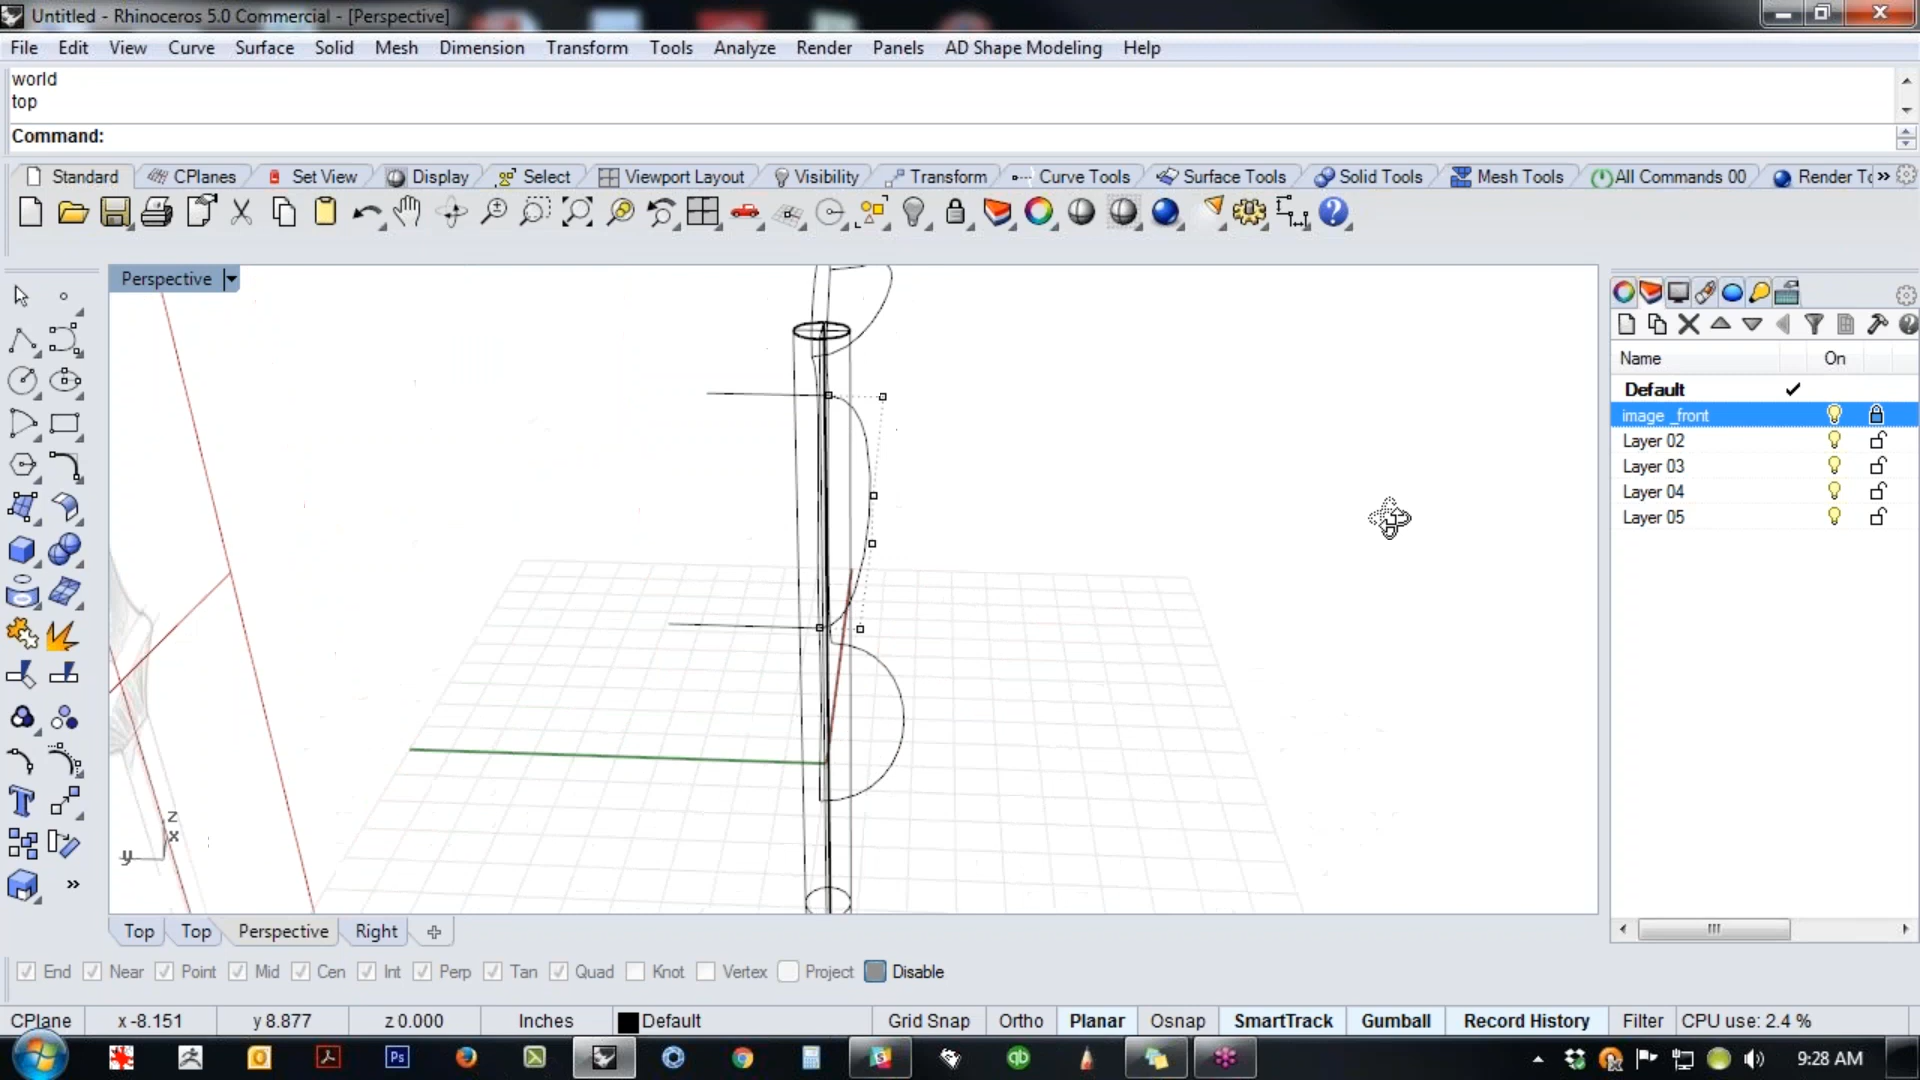 Untitled - Rhinoceros 5.0 Commercial - [Perspective]
File Edit View Curve Surface Solid Mesh Dimension Transform Tools Analyze Render Panels AD Shape Modeling Help
world
top
Command:
Standard CPlanes Set View Display Select Viewport Layout Visibility Transform Curve Tools Surface Tools Solid Tools Mesh Tools All Commands 00 Render To »
Perspective
Name On
Default
image _front
Layer 02
Layer 03
Layer 04
Layer 05
z
x
y
Top Top Perspective Right
End Near Point Mid Cen Int Perp Tan Quad Knot Vertex Project Disable
CPlane x -8.151 y 8.877 z 0.000 Inches Default Grid Snap Ortho Planar Osnap SmartTrack Gumball Record History Filter CPU use: 2.4 %
Ps qb 9:28 AM